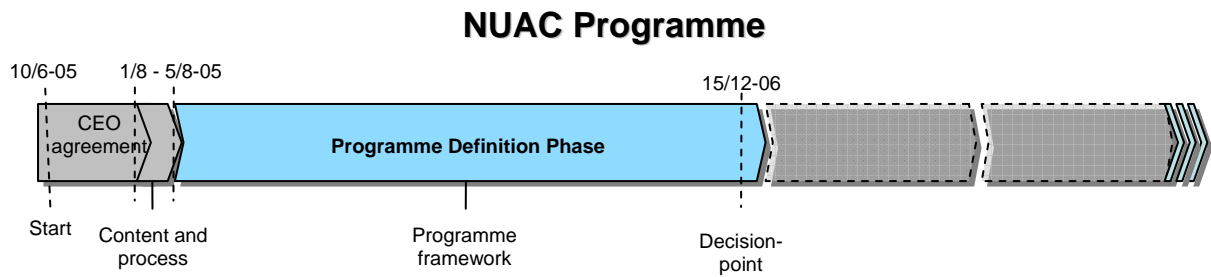 NUAC Programme
10/6-05
1/8 - 5/8-05
15/12-06
CEO
agreement
Programme Definition Phase
Start
Content and
process
Programme
framework
Decision-
point